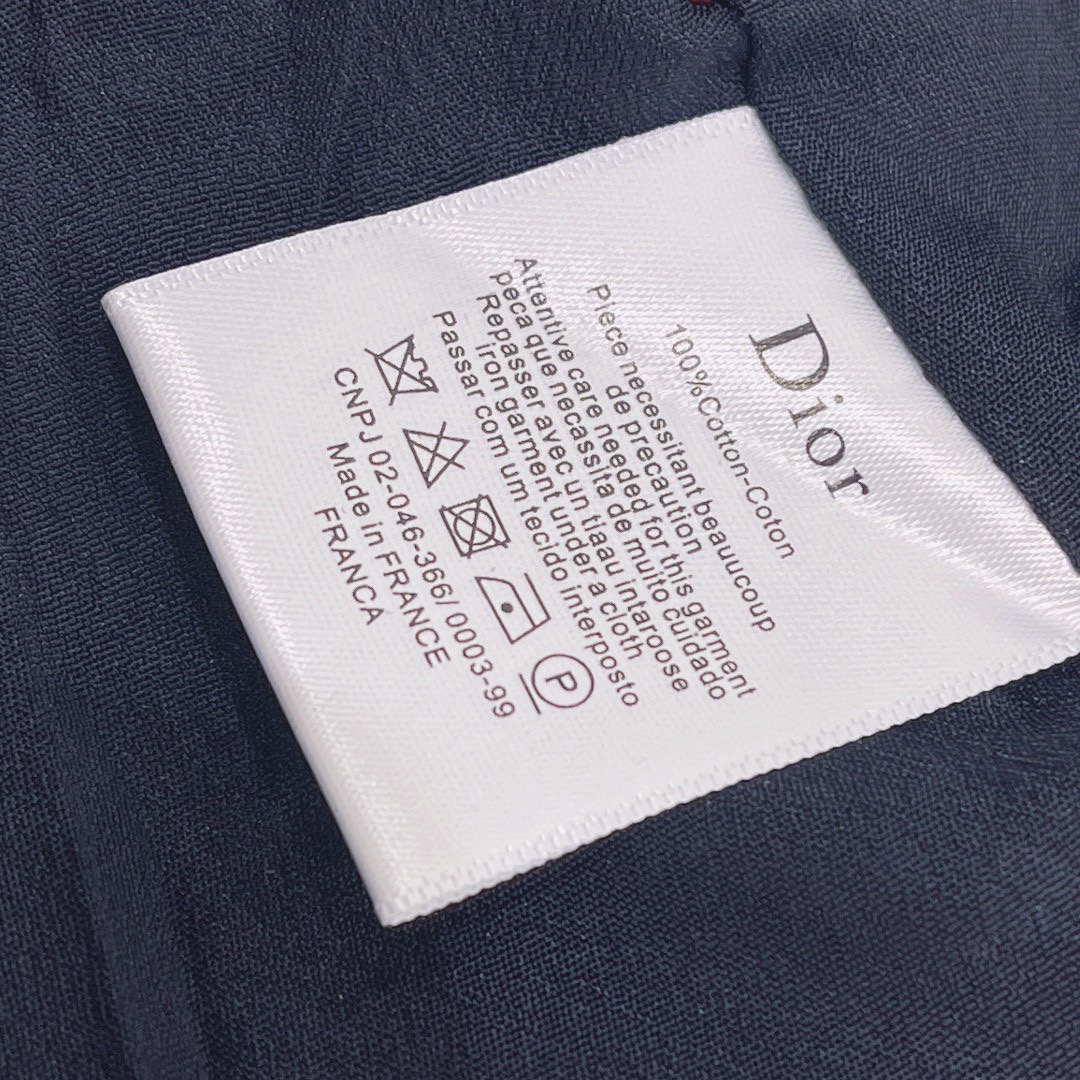 Dior
100%Cotton-Coton
Piece necessitant beauucoup
de precaution
Attentive care needed for this garment
peca que necassita de muito cuidado
Repasser avec un tiaau intaroose
iron garment under a cloth
Passar com um tecido interposto
P
CNPJ 02-046-366/0003-99
Made in FRANCE
FRANCA